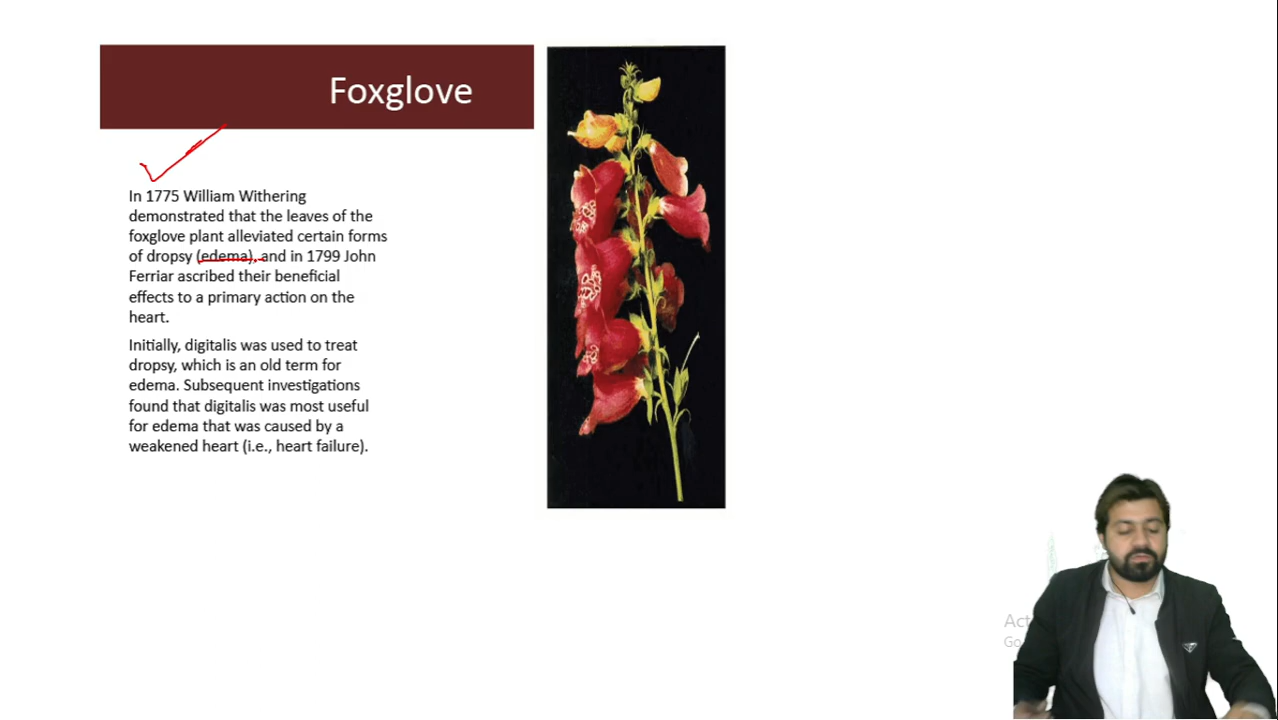 Foxglove
In 1775 William Withering
demonstrated that the leaves of the
foxglove plant alleviated certain forms
of dropsy (edema), and in 1799 John
Ferriar ascribed their beneficial
effects to a primary action on the
heart.
Initially, digitalis was used to treat
dropsy, which is an old term for
edema. Subsequent investigations
found that digitalis was most useful
for edema that was caused by a
weakened heart (i.e., heart failure).
Act
Go